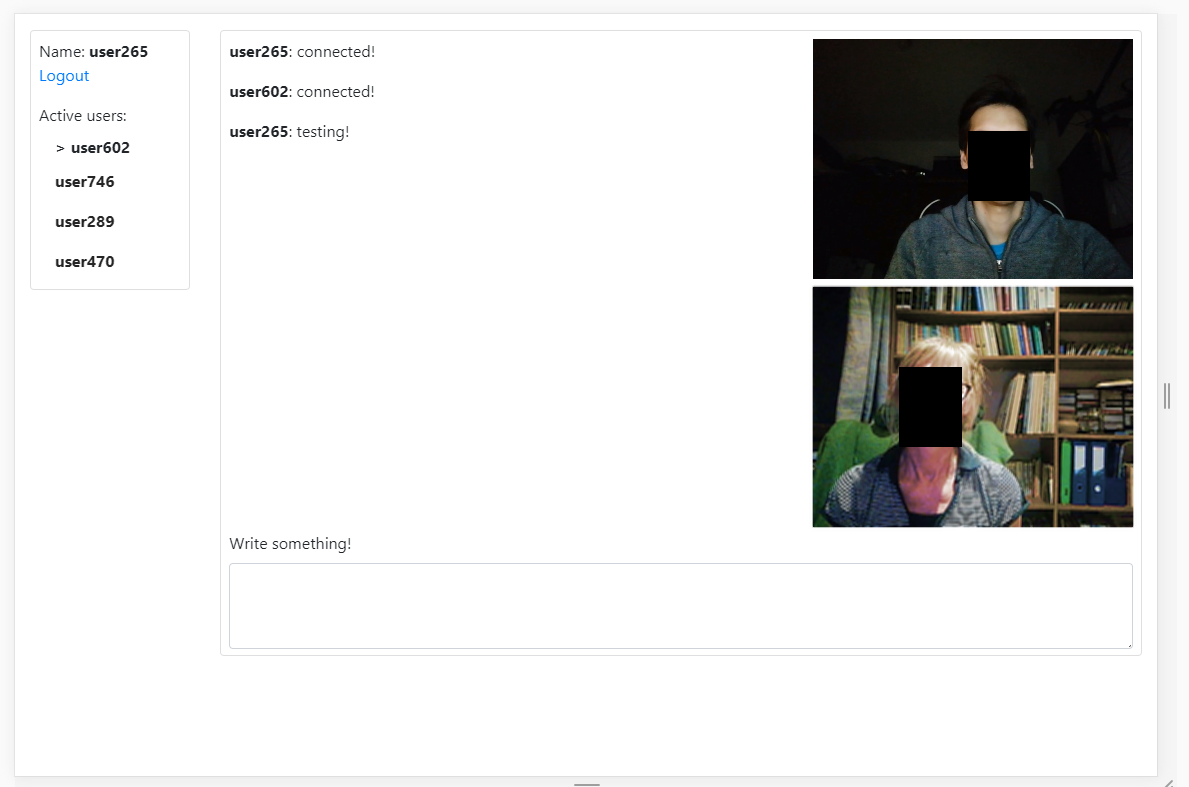 Name: user265
Logout
Active users:
> user602
user746
user289
user470
user265: connected!
user602: connected!
user265: testing!
Write something!